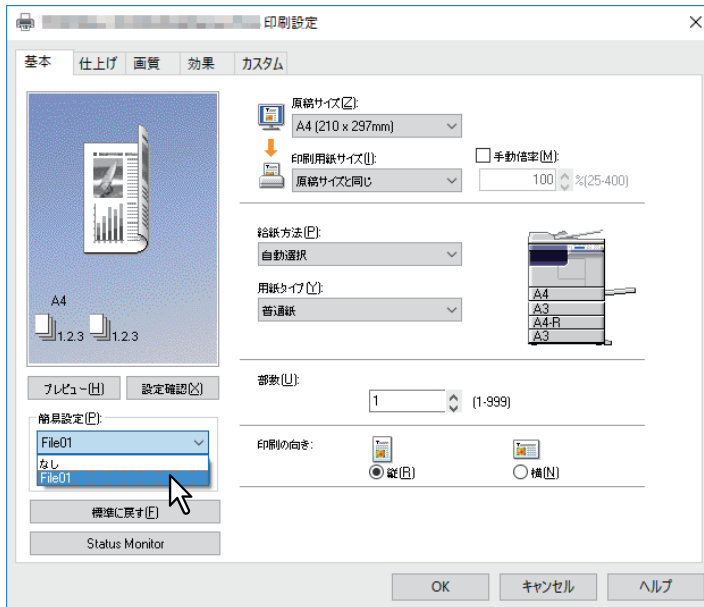 印刷設定
基本 仕上げ 画質 効果 カスタム
A4
1.2.3 1.2.3
プレビュー(H) 設定確認(X)
簡易設定(P):
File01
なし
File01
標準に戻す(F)
Status Monitor
原稿サイズ(Z):
A4 (210 x 297mm)
印刷用紙サイズ(I):
原稿サイズと同じ
手動倍率(M):
100 %(25-400)
給紙方法(P):
自動選択
用紙タイプ(Y):
普通紙
A4
A3
A4-R
A3
部数(U):
1 (1-999)
印刷の向き:
縦(R) 横(N)
OK キャンセル ヘルプ